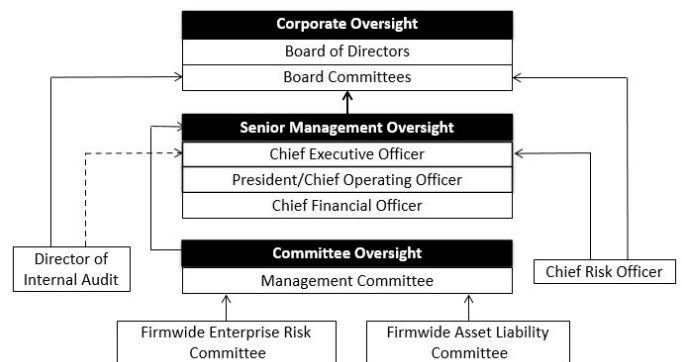 Corporate Oversight
Board of Directors
Board Committees
Senior Management Oversight
Chief Executive Officer
President/Chief Operating Officer
Chief Financial Officer
Director of
Internal Audit
Committee Oversight
Management Committee
Chief Risk Officer
Firmwide Enterprise Risk
Committee
Firmwide Asset Liability
Committee